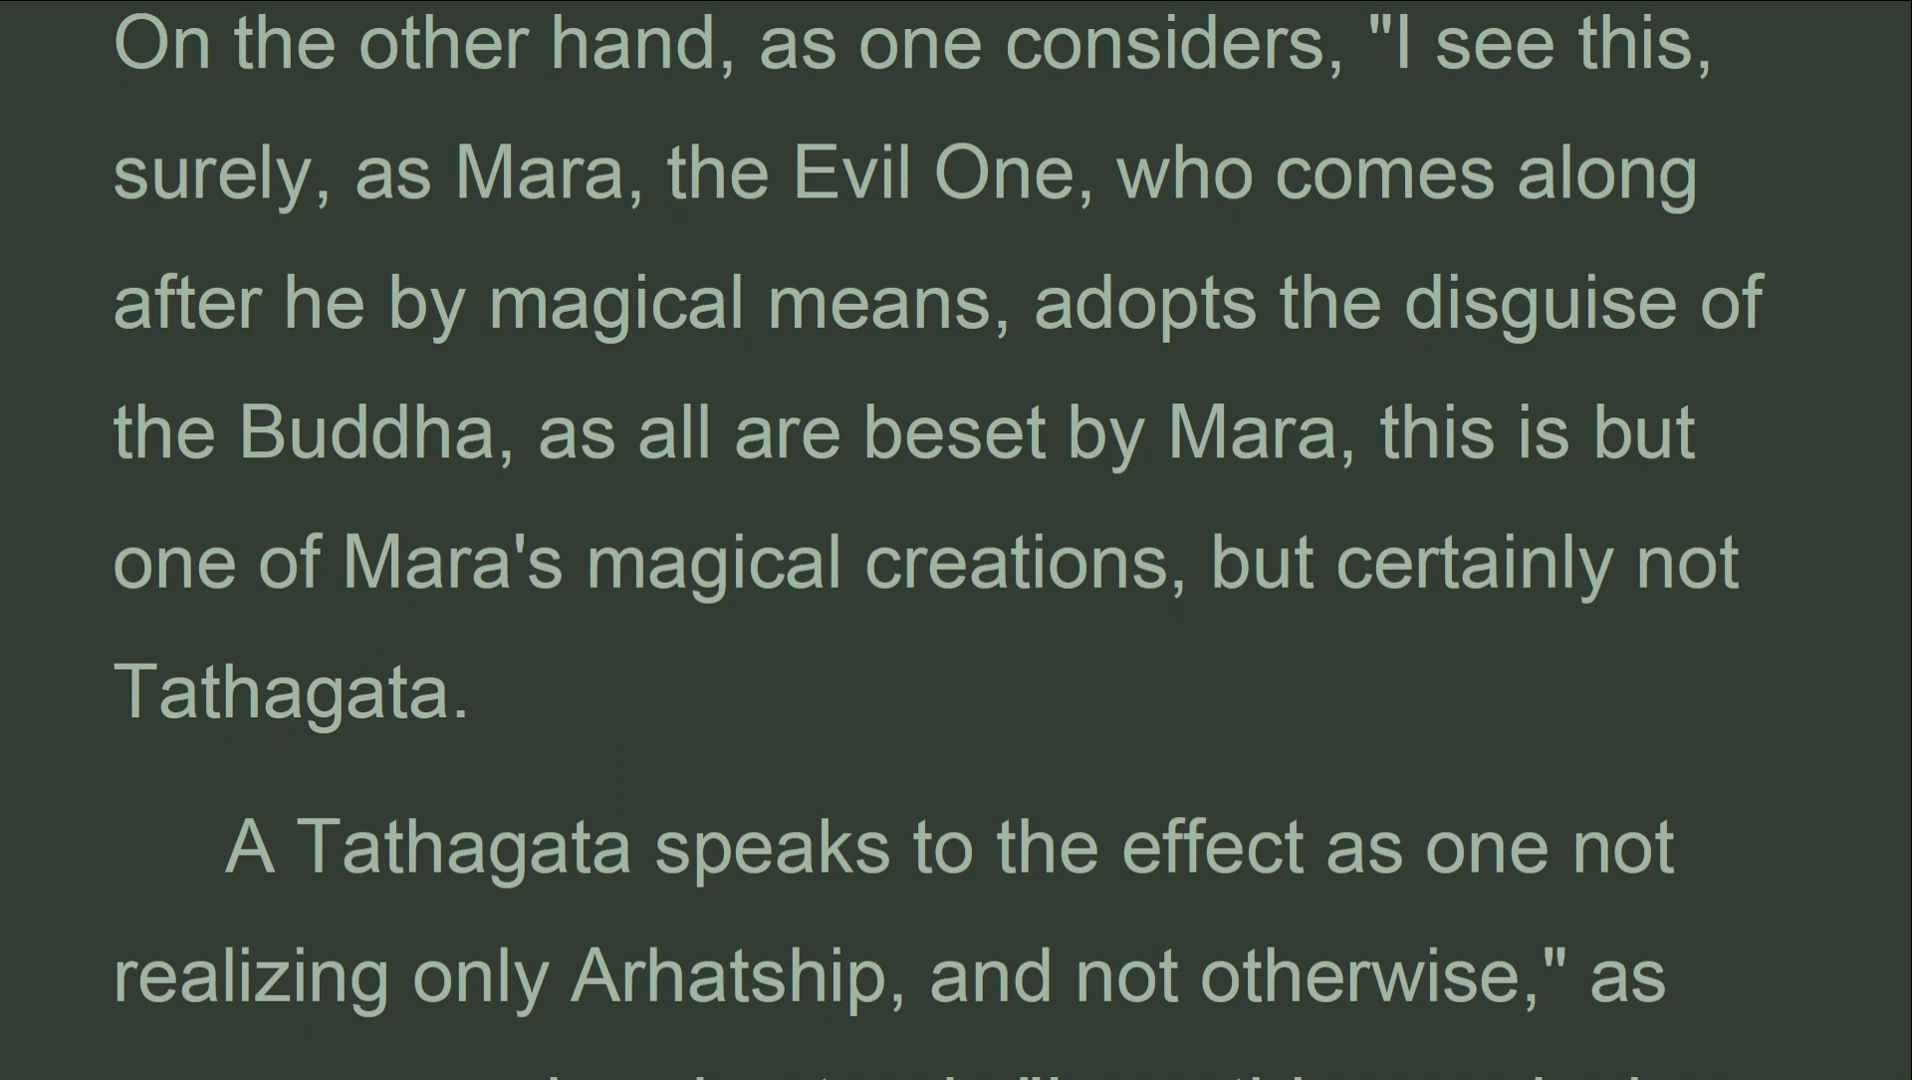 On the other hand, as one considers, "I see this,
surely, as Mara, the Evil One, who comes along
after he by magical means, adopts the disguise of
the Buddha, as all are beset by Mara, this is but
one of Mara's magical creations, but certainly not
Tathagata.
A Tathagata speaks to the effect as one not
realizing only Arhatship, and not otherwise," as